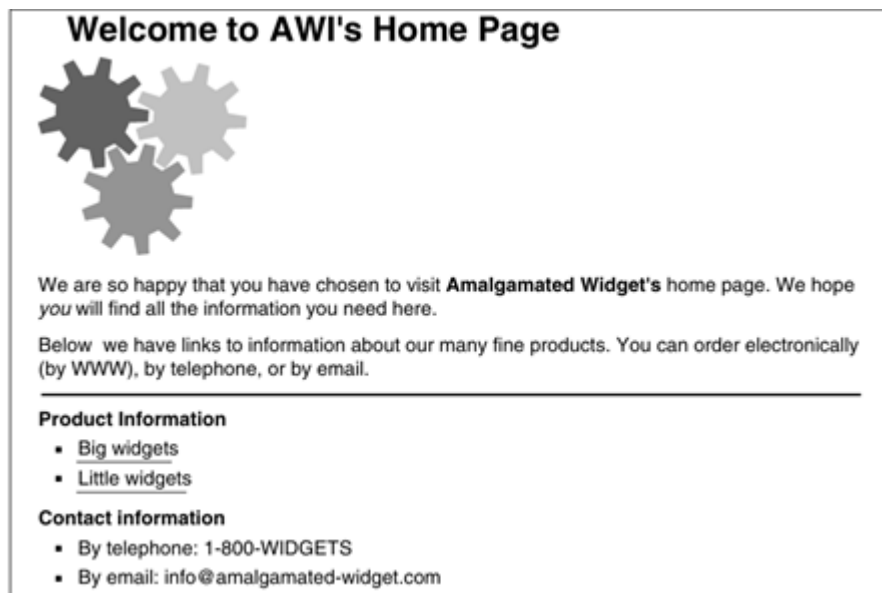 Welcome to AWI's Home Page
We are so happy that you have chosen to visit Amalgamated Widget's home page. We hope
you will find all the information you need here.
Below we have links to information about our many fine products. You can order electronically
(by WWW), by telephone, or by email.
Product Information
▪ Big widgets
▪ Little widgets
Contact information
▪ By telephone: 1-800-WIDGETS
▪ By email: info@amalgamated-widget.com